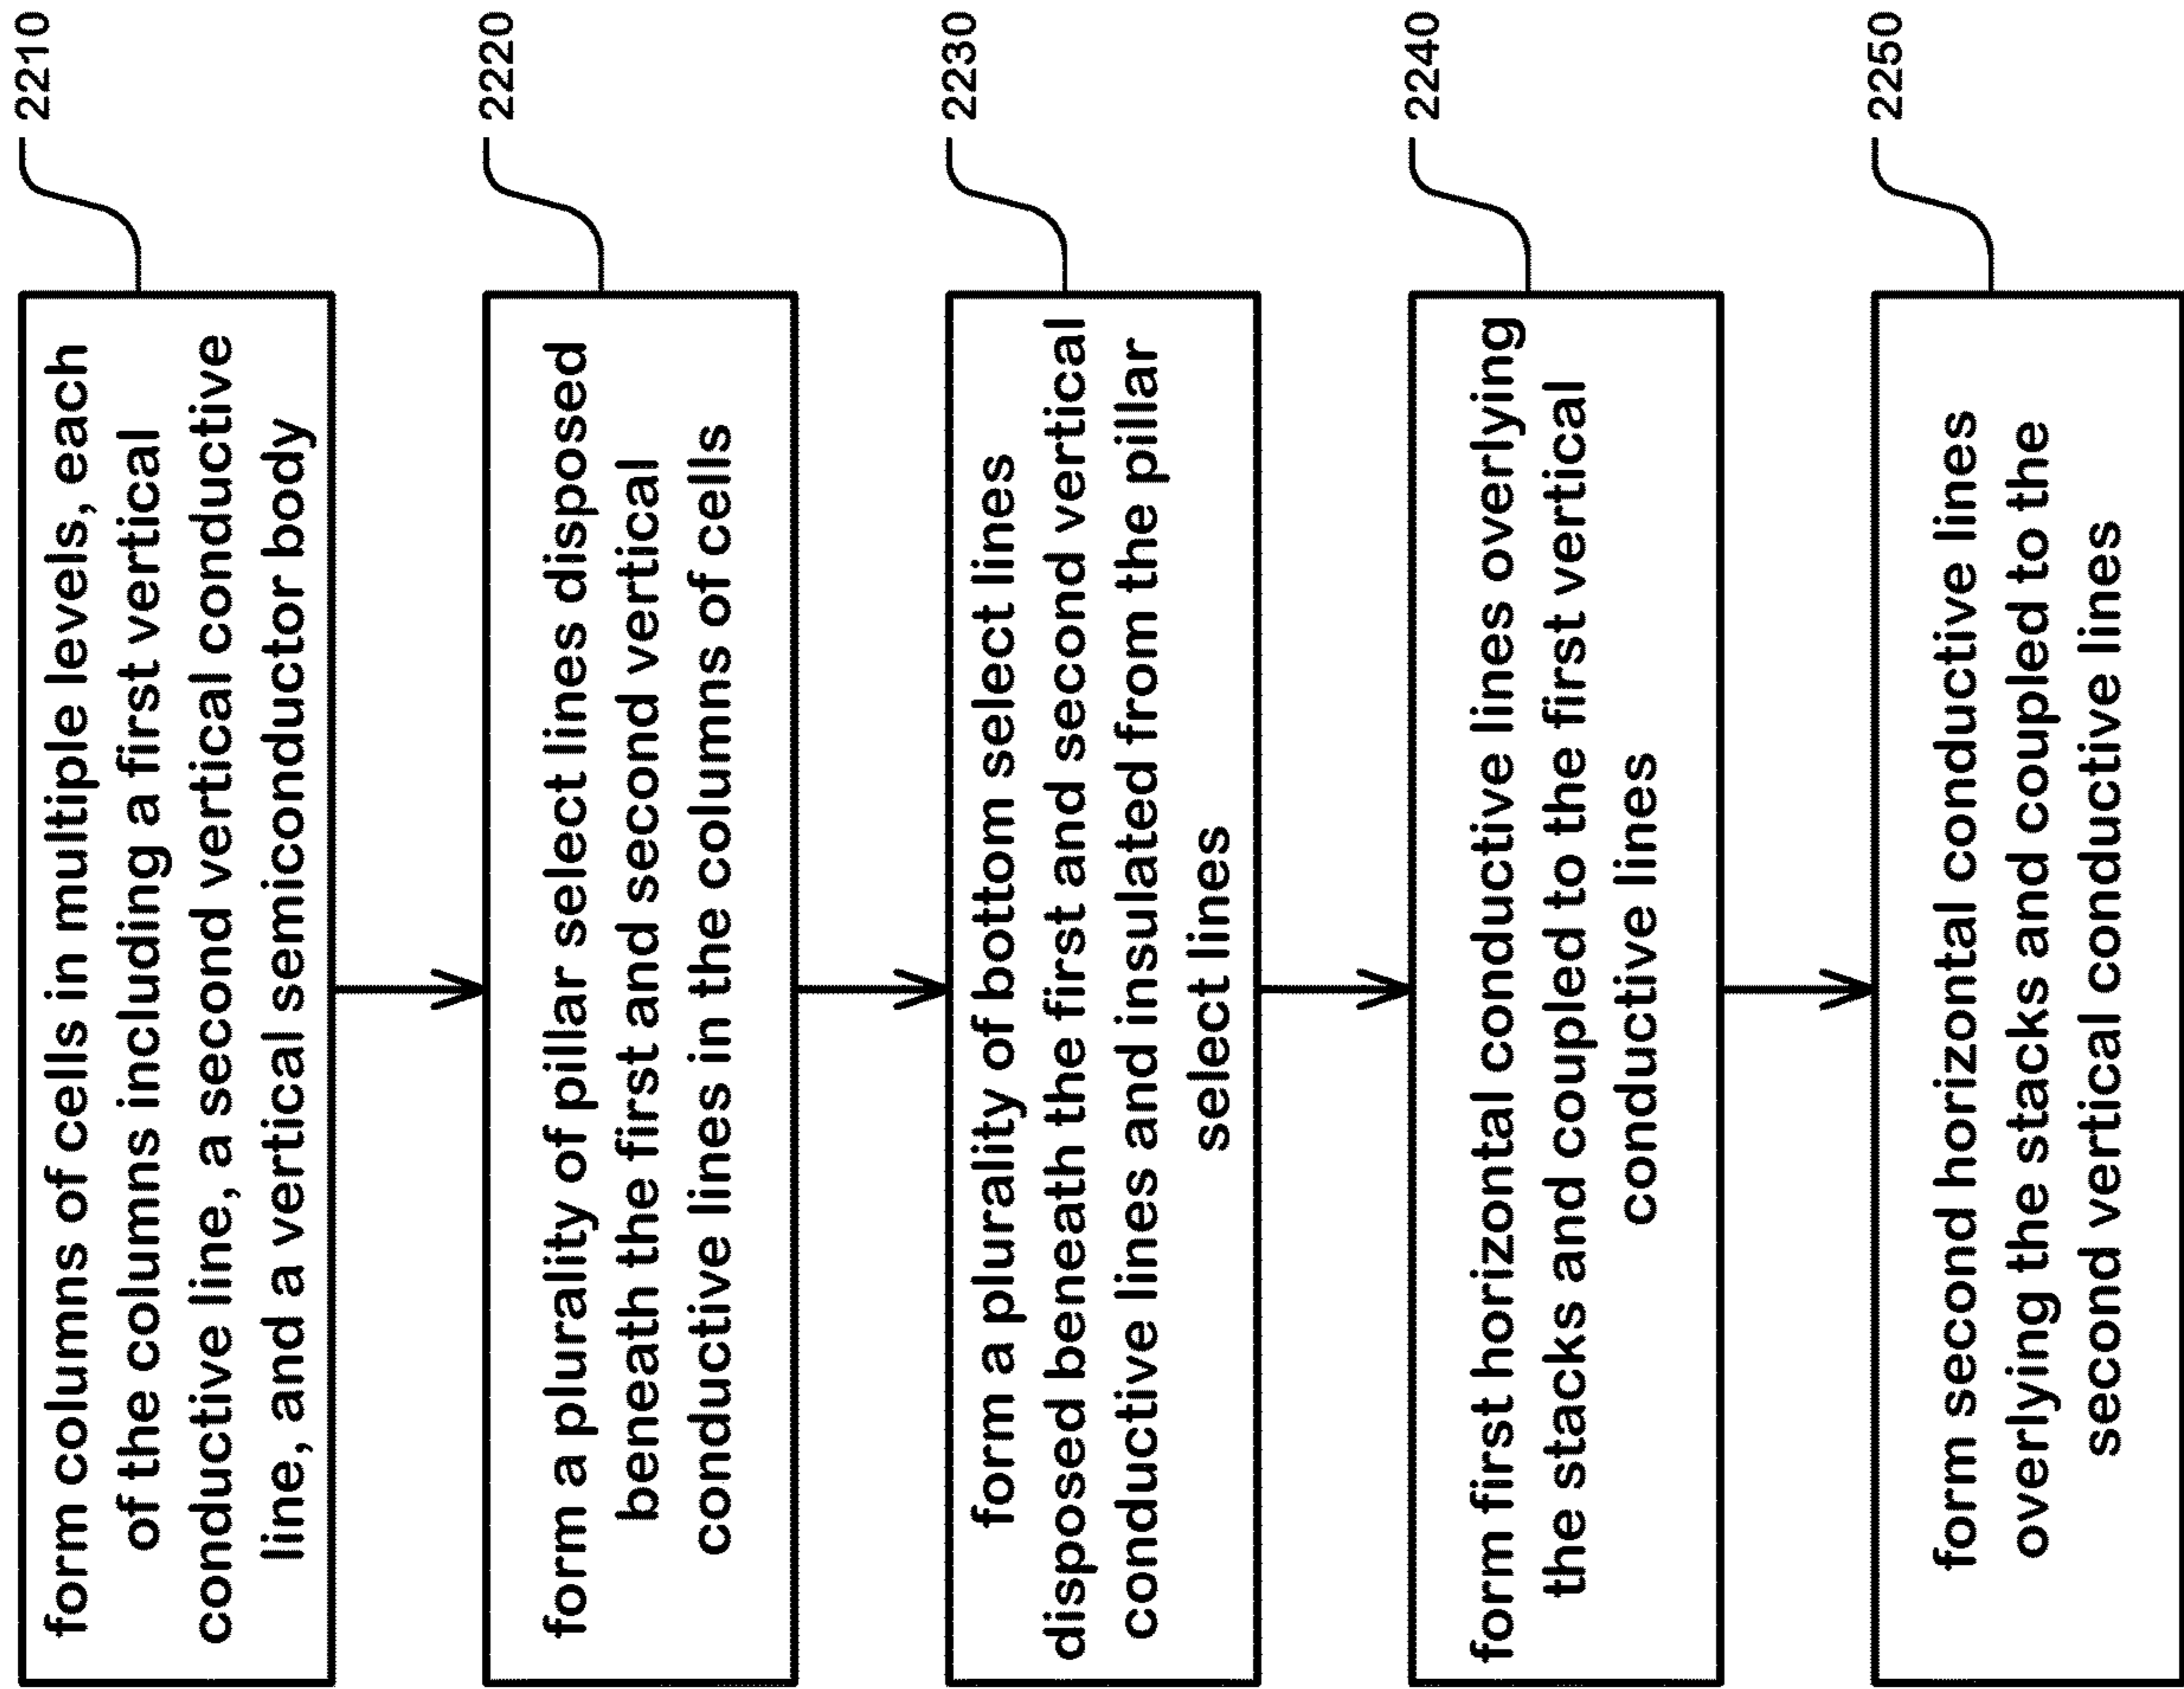 form columns of cells in multiple levels, each
of the columns including a first vertical
conductive line, a second vertical conductive
line, and a vertical semiconductor body
2210
form a plurality of pillar select lines disposed
beneath the first and second vertical
conductive lines in the columns of cells
2220
form a plurality of bottom select lines
disposed beneath the first and second vertical
conductive lines and insulated from the pillar
select lines
2230
form first horizontal conductive lines overlying
the stacks and coupled to the first vertical
conductive lines
2240
form second horizontal conductive lines
overlying the stacks and coupled to the
second vertical conductive lines
2250